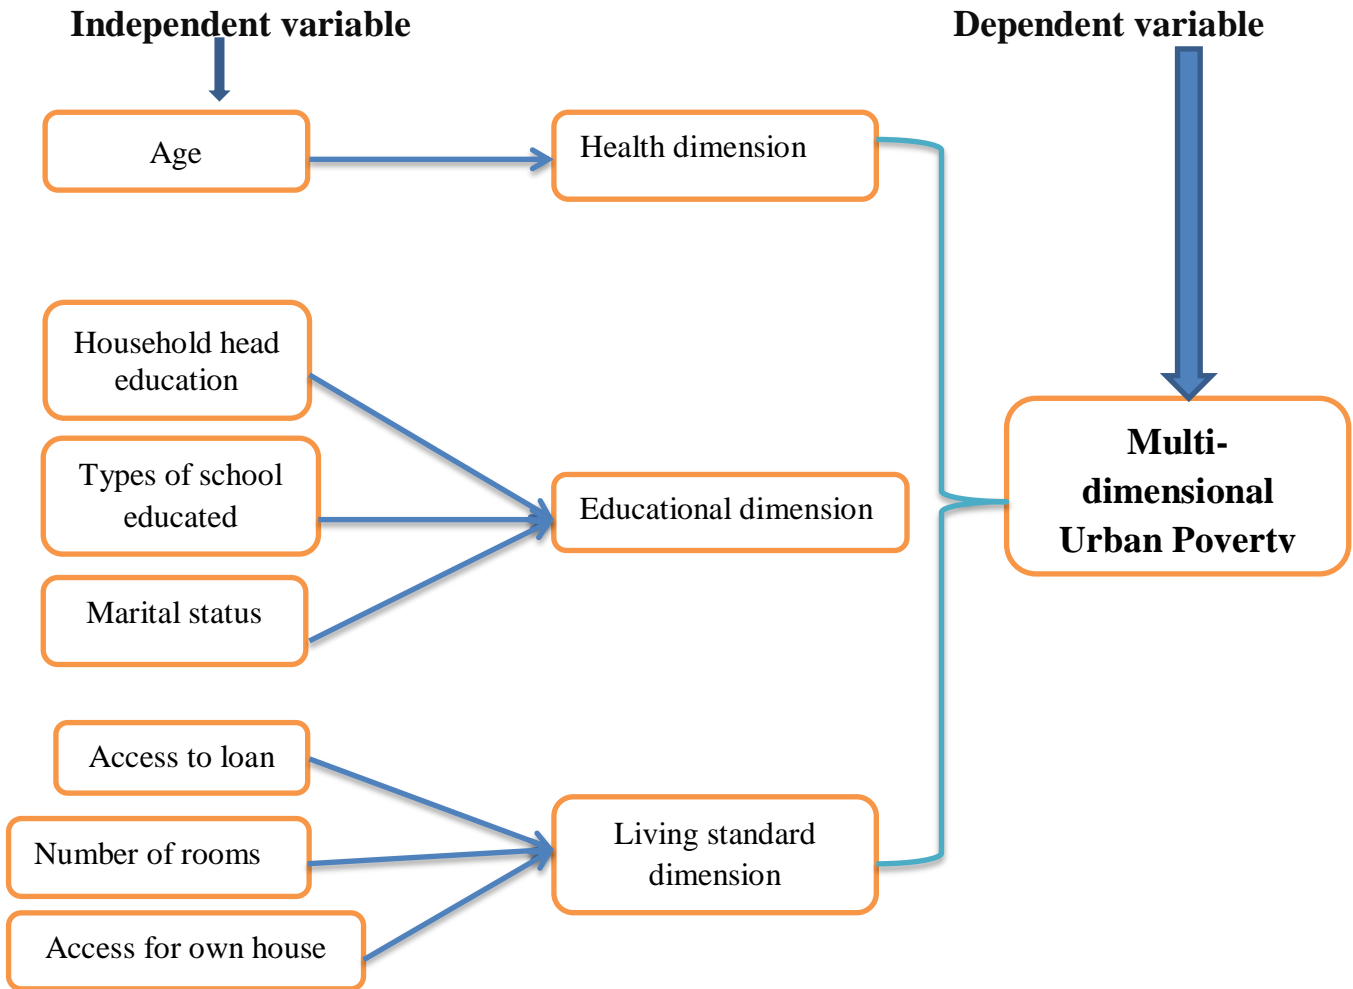 Independent variable
Dependent variable
Age
Health dimension
Household head
education
Types of school
educated
Marital status
Educational dimension
Multi-
dimensional
Urban Poverty
Access to loan
Number of rooms
Access for own house
Living standard
dimension